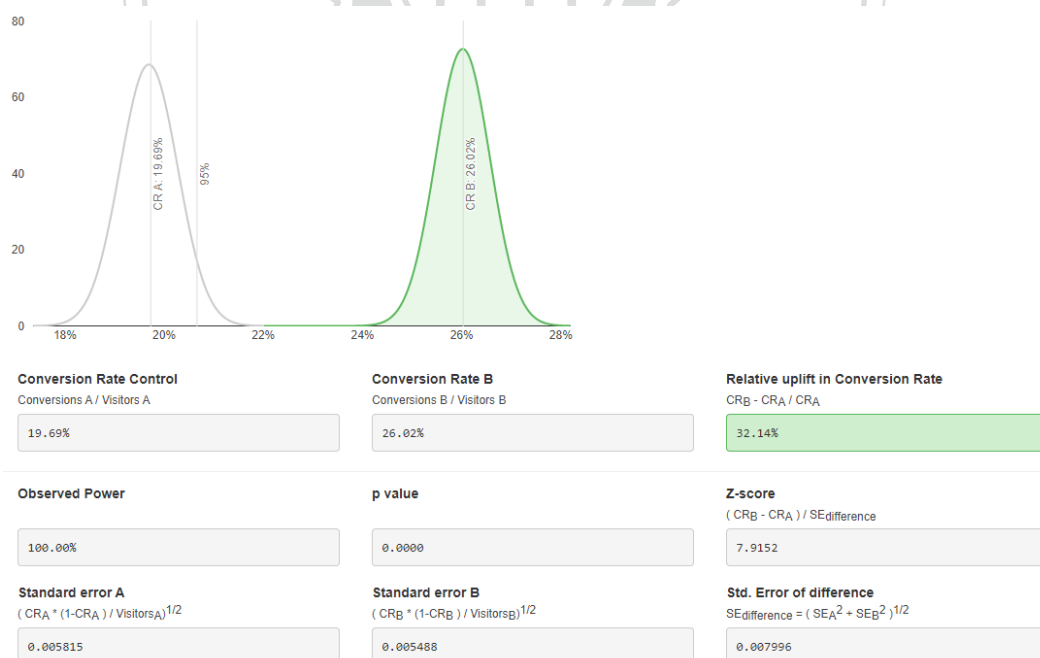 80
60
40
20
0
CR A: 19.69%
95%
CR B: 26.02%
18% 20% 22% 24% 26% 28%
Conversion Rate Control Conversion Rate B Relative uplift in Conversion Rate
Conversions A / Visitors A Conversions B / Visitors B CRB - CRA / CRA
19.69% 26.02% 32.14%
Observed Power p value Z-score
( CRB - CRA ) / SEdifference
100.00% 0.0000 7.9152
Standard error A Standard error B Std. Error of difference
( CRA * (1-CRA ) / VisitorsA)1/2 ( CRB * (1-CRB ) / VisitorsB)1/2 SEdifference = ( SEA2 + SEB2 )1/2
0.005815 0.005488 0.007996